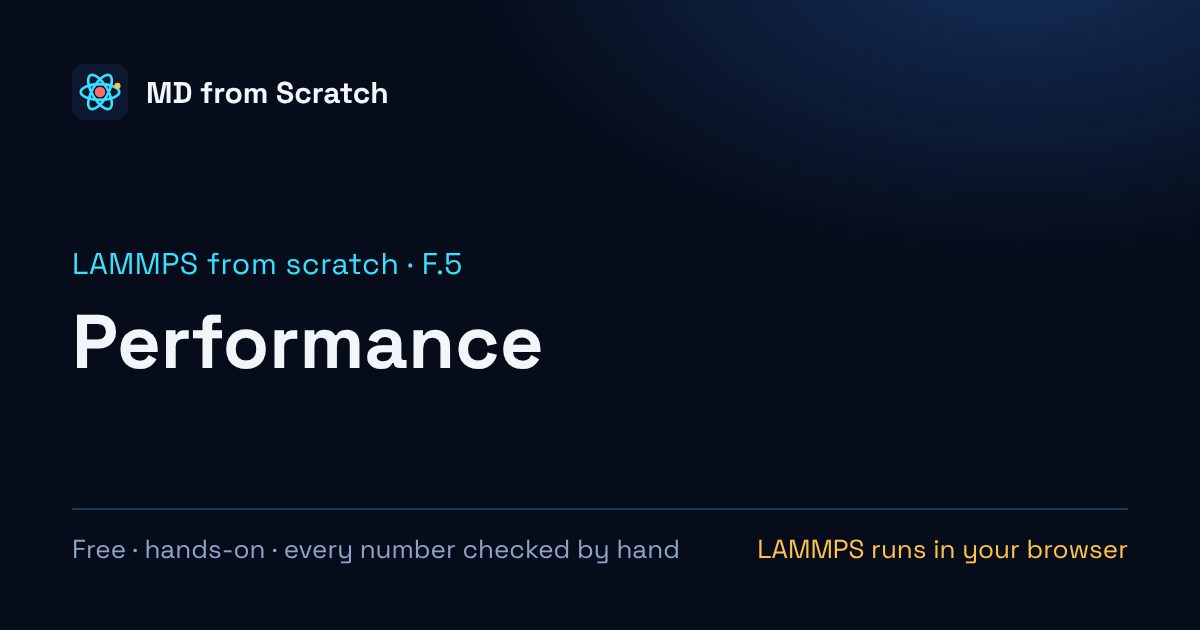 MD from Scratch
LAMMPS from scratch · F.5
Performance
Free · hands-on · every number checked by hand
LAMMPS runs in your browser